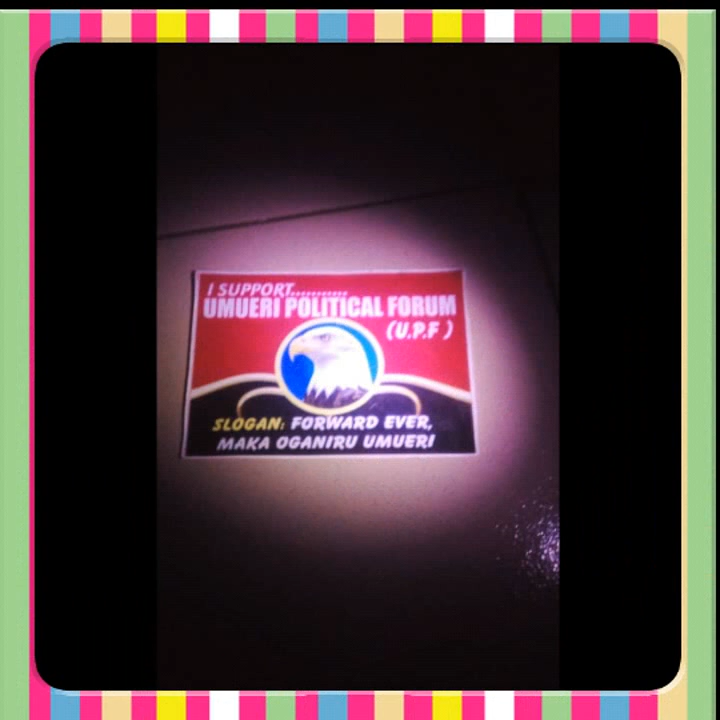 I SUPPORT............
UMUERI POLITICAL FORUM
(U.P.F )
SLOGAN: FORWARD EVER,
MAKA OGANIRU UMUERI